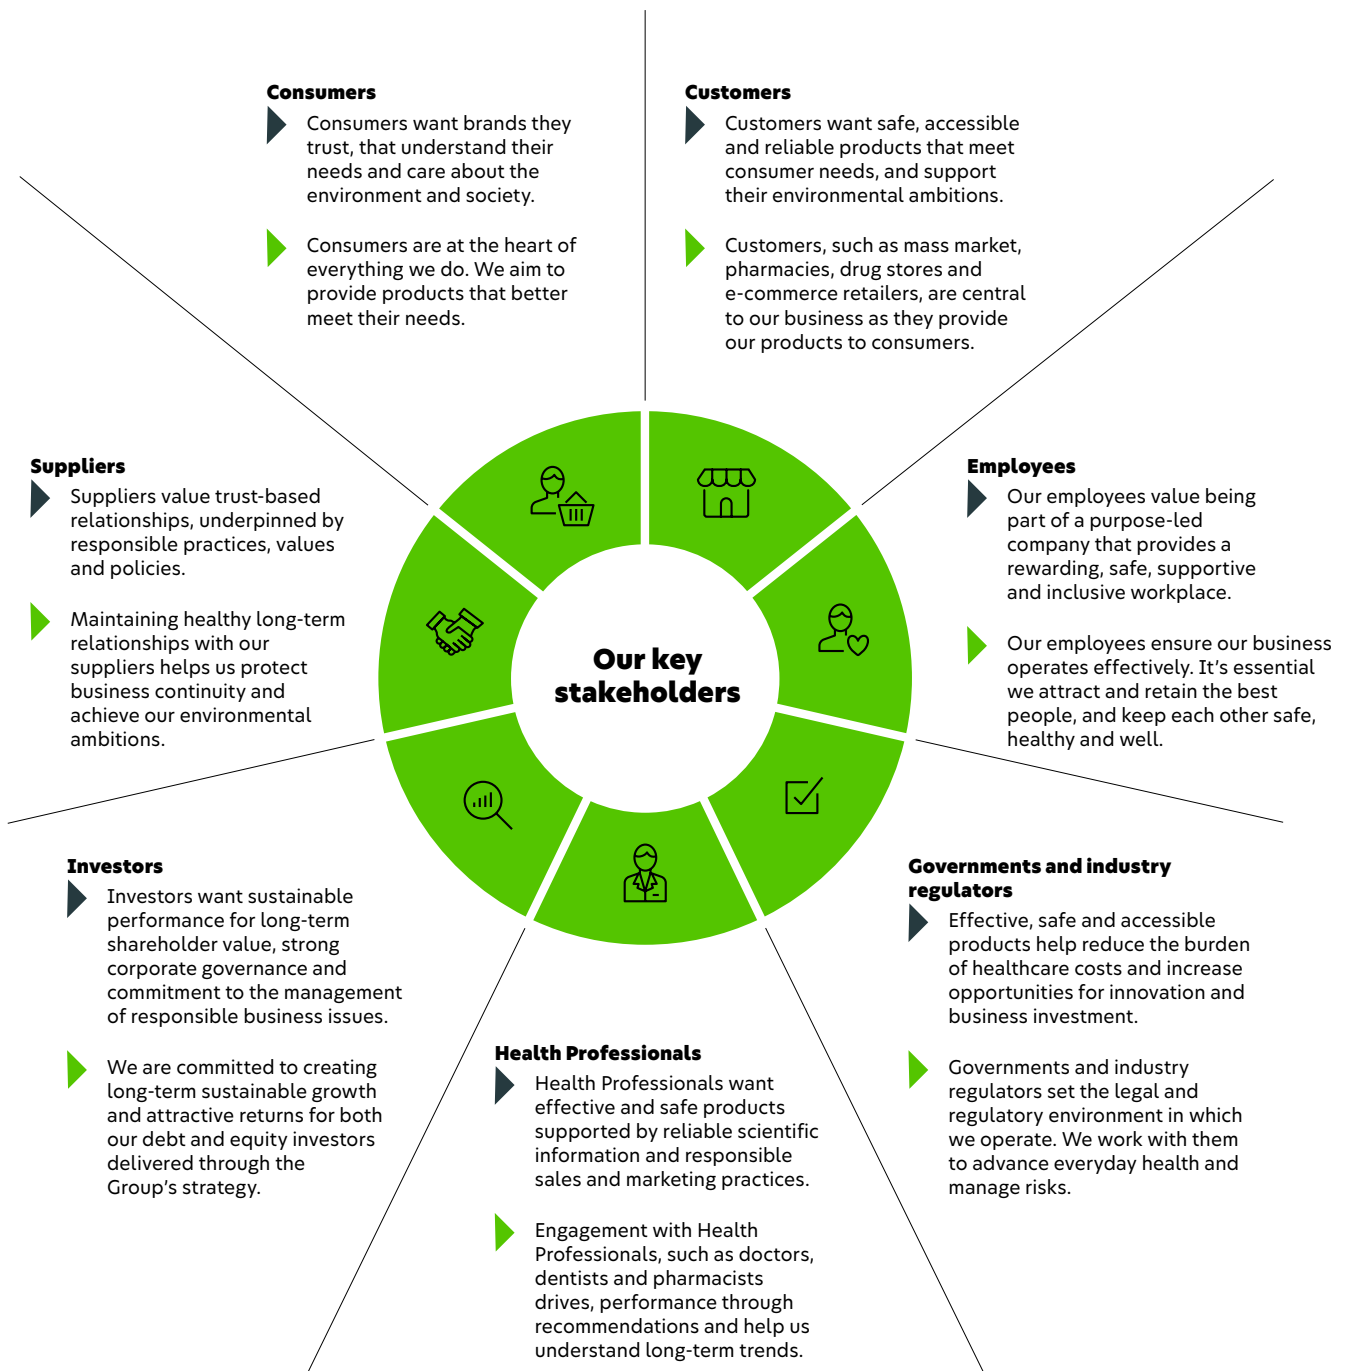 Consumers
Consumers want brands they
trust, that understand their
needs and care about the
environment and society.
Consumers are at the heart of
everything we do. We aim to
provide products that better
meet their needs.
Customers
Customers want safe, accessible
and reliable products that meet
consumer needs, and support
their environmental ambitions.
Customers, such as mass market,
pharmacies, drug stores and
e-commerce retailers, are central
to our business as they provide
our products to consumers.
Suppliers
Suppliers value trust-based
relationships, underpinned by
responsible practices, values
and policies.
Maintaining healthy long-term
relationships with our
suppliers helps us protect
business continuity and
achieve our environmental
ambitions.
Our key
stakeholders
Employees
Our employees value being
part of a purpose-led
company that provides a
rewarding, safe, supportive
and inclusive workplace.
Our employees ensure our business
operates effectively. It’s essential
we attract and retain the best
people, and keep each other safe,
healthy and well.
Investors
Investors want sustainable
performance for long-term
shareholder value, strong
corporate governance and
commitment to the management
of responsible business issues.
We are committed to creating
long-term sustainable growth
and attractive returns for both
our debt and equity investors
delivered through the
Group’s strategy.
Health Professionals
Health Professionals want
effective and safe products
supported by reliable scientific
information and responsible
sales and marketing practices.
Engagement with Health
Professionals, such as doctors,
dentists and pharmacists
drives, performance through
recommendations and help us
understand long-term trends.
Governments and industry
regulators
Effective, safe and accessible
products help reduce the burden
of healthcare costs and increase
opportunities for innovation and
business investment.
Governments and industry
regulators set the legal and
regulatory environment in which
we operate. We work with them
to advance everyday health and
manage risks.